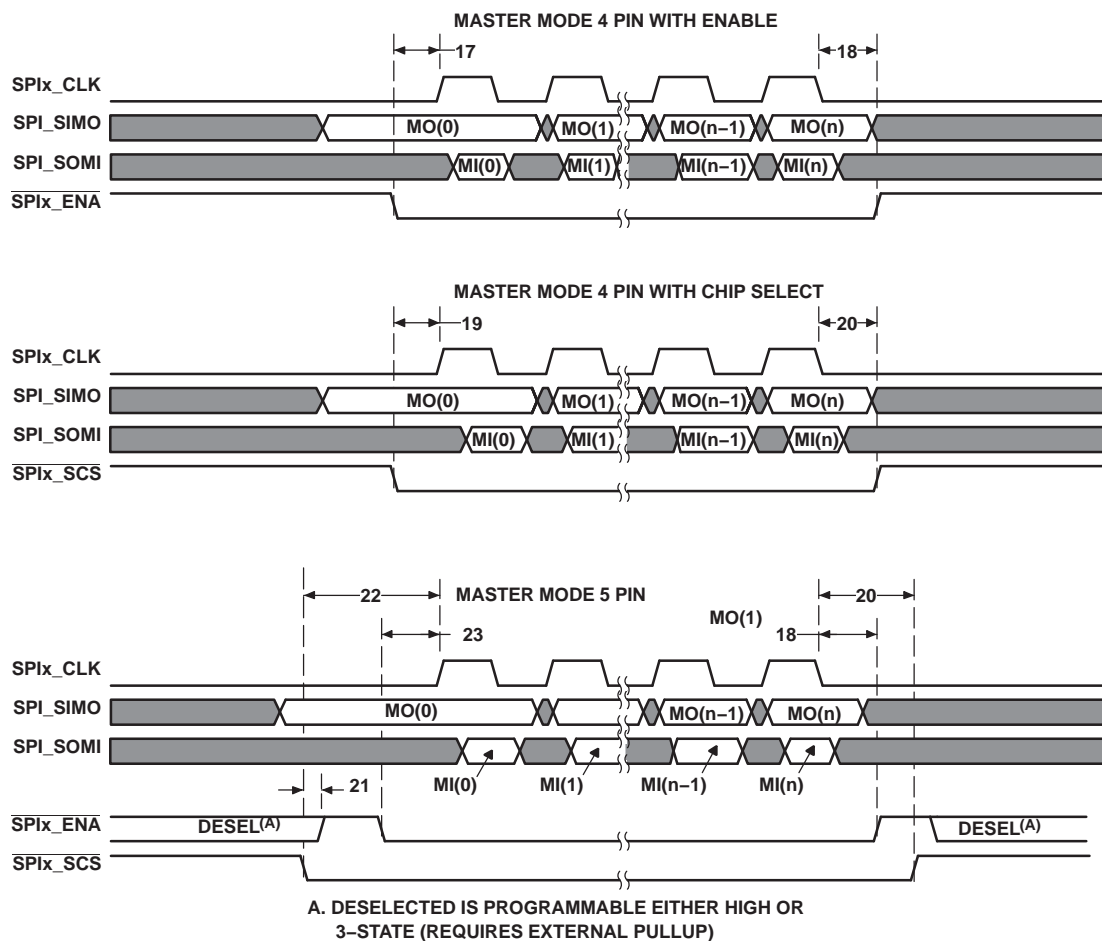 MASTER MODE 4 PIN WITH ENABLE
17
18
SPIx_CLK
SPI_SIMO
MO(0)
MO(1)
MO(n−1)
MO(n)
SPI_SOMI
MI(0)
MI(1)
MI(n−1)
MI(n)
SPIx_ENA
MASTER MODE 4 PIN WITH CHIP SELECT
19
20
SPIx_CLK
SPI_SIMO
MO(0)
MO(1)
MO(n−1)
MO(n)
SPI_SOMI
MI(0)
MI(1)
MI(n−1)
MI(n)
SPIx_SCS
22
MASTER MODE 5 PIN
20
MO(1)
23
18
SPIx_CLK
SPI_SIMO
MO(0)
MO(n−1)
MO(n)
SPI_SOMI
MI(0)
MI(1)
MI(n−1)
MI(n)
21
SPIx_ENA
DESEL(A)
DESEL(A)
SPIx_SCS
A. DESELECTED IS PROGRAMMABLE EITHER HIGH OR
3−STATE (REQUIRES EXTERNAL PULLUP)